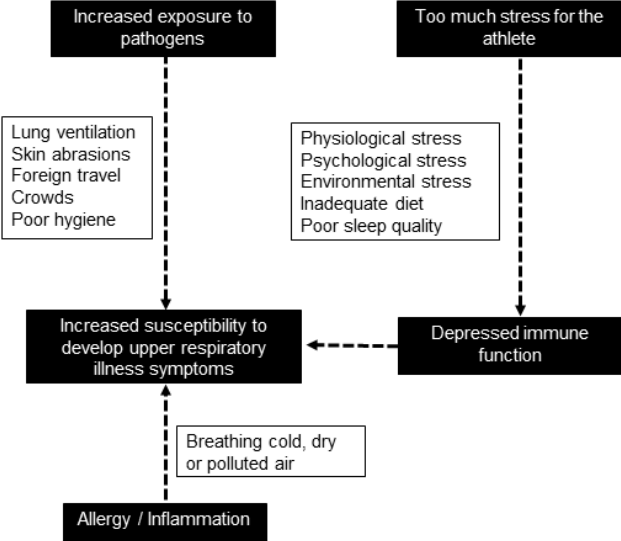 Increased exposure to
pathogens
Too much stress for the
athlete
Lung ventilation
Skin abrasions
Foreign travel
Crowds
Poor hygiene
Physiological stress
Psychological stress
Environmental stress
Inadequate diet
Poor sleep quality
Increased susceptibility to
develop upper respiratory
illness symptoms
Depressed immune
function
Breathing cold, dry
or polluted air
Allergy / Inflammation